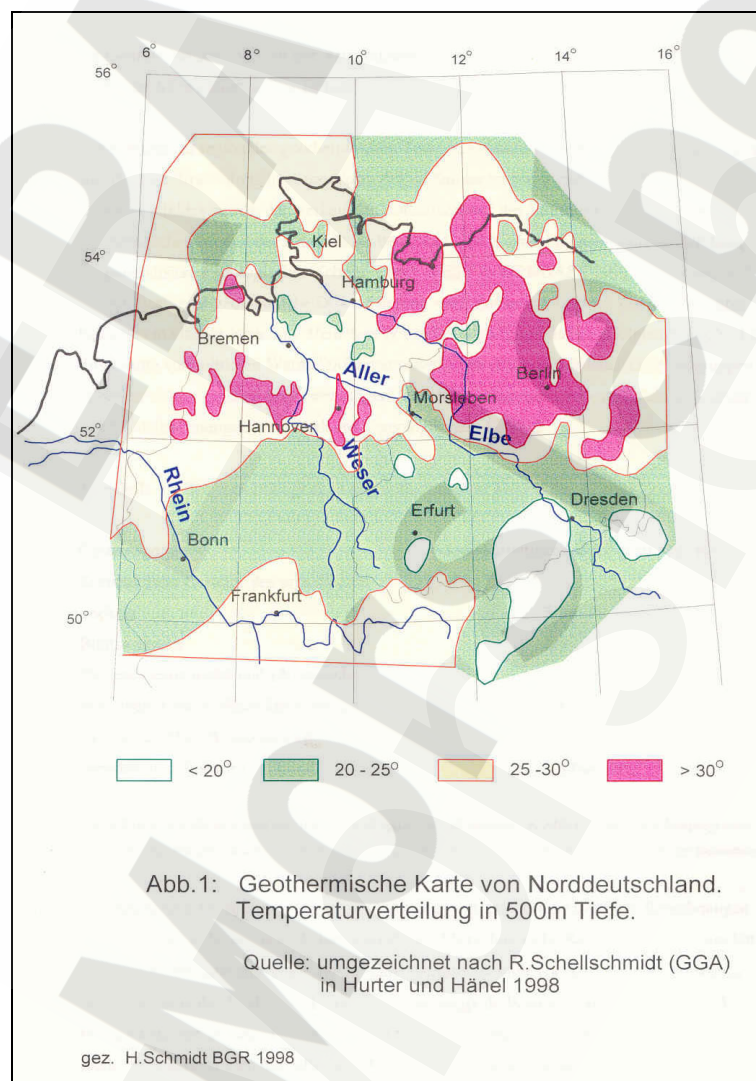 6° 8° 10° 12° 14° 16°
56°
Kiel
54°
Hamburg
Bremen
Aller
Berlin
Morsleben
52°
Hannover
Elbe
Weser
Rhein
Erfurt
Dresden
Bonn
Frankfurt
50°
< 20° 20 - 25° 25 -30° > 30°
Abb.1: Geothermische Karte von Norddeutschland.
Temperaturverteilung in 500m Tiefe.
Quelle: umgezeichnet nach R.Schellschmidt (GGA)
in Hurter und Hänel 1998
gez. H.Schmidt BGR 1998